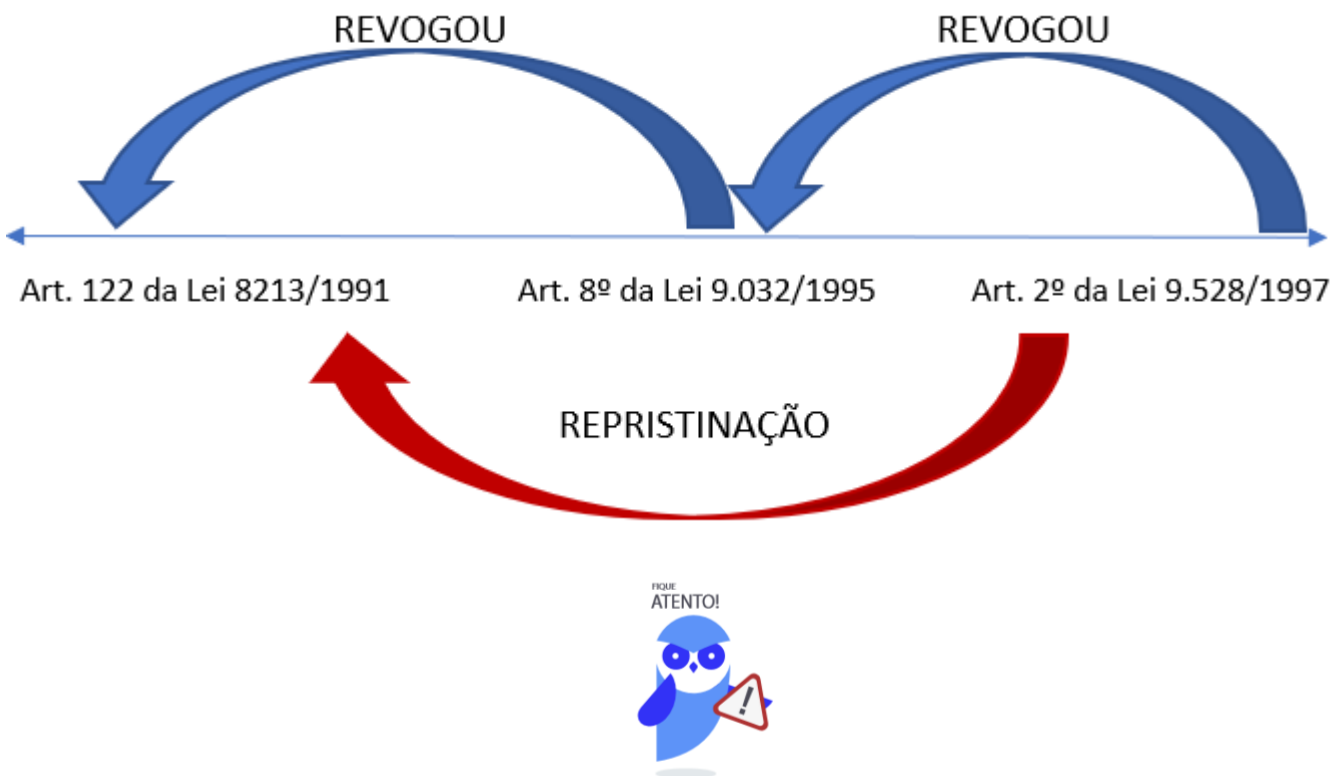 REVOGOU
REVOGOU
Art. 122 da Lei 8213/1991
Art. 8º da Lei 9.032/1995
Art. 2º da Lei 9.528/1997
REPRISTINAÇÃO
FIQUE
ATENTO!
!